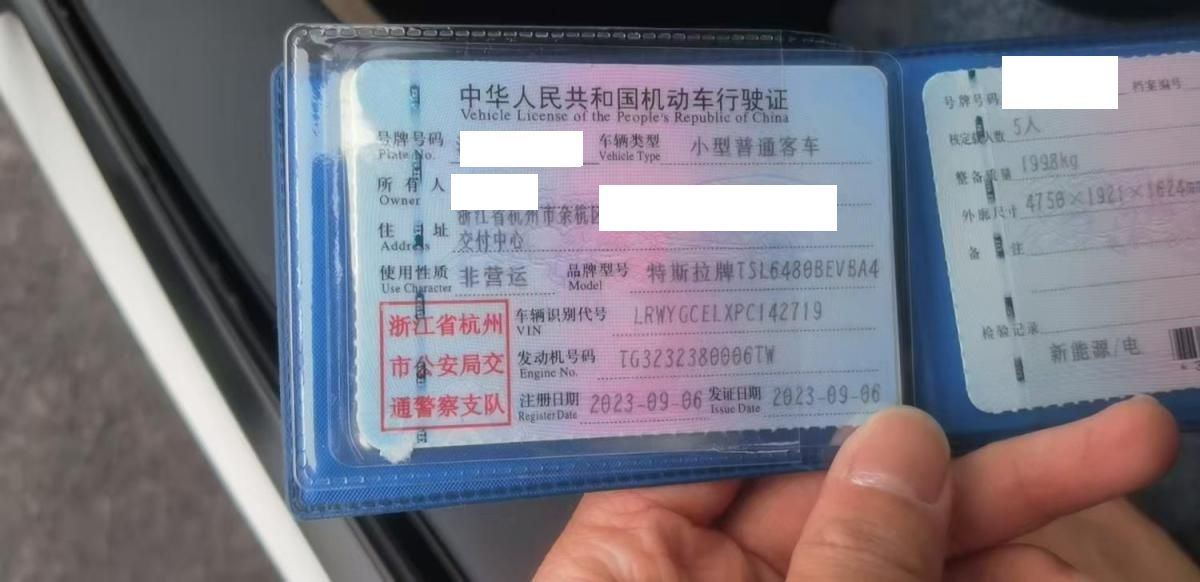 中华人民共和国机动车行驶证
Vehicle License of the People's Republic of China
号牌号码
Plate No.
车辆类型 小型普通客车
Vehicle Type
所有人
Owner
住址 浙江省杭州市余杭区
Address 交付中心
使用性质 非营运
Use Character
品牌型号 特斯拉牌TSL6480BEVBA4
Model
浙江省杭州
市公安局交
通警察支队
车辆识别代号 LRWYGCELXPC142719
VIN
发动机号码 TG3232380006TW
Engine No.
注册日期 2023-09-06
Register Date
发证日期 2023-09-06
Issue Date
号牌号码 档案编号
核定载人数 5人
整备质量 1998kg
外廓尺寸 4750×1921×1624m
备注
检验记录
新能源/电